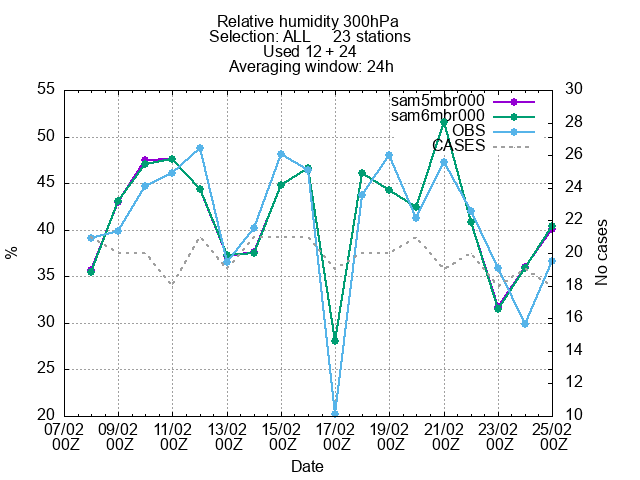 Relative humidity 300hPa
Selection: ALL 23 stations
Used 12 + 24
Averaging window: 24h
sam5mbr000
sam6mbr000
OBS
CASES
55
50
45
40
35
30
25
20
%
30
28
26
24
22
20
18
16
14
12
10
No cases
07/02 09/02 11/02 13/02 15/02 17/02 19/02 21/02 23/02 25/02
00Z 00Z 00Z 00Z 00Z 00Z 00Z 00Z 00Z 00Z
Date